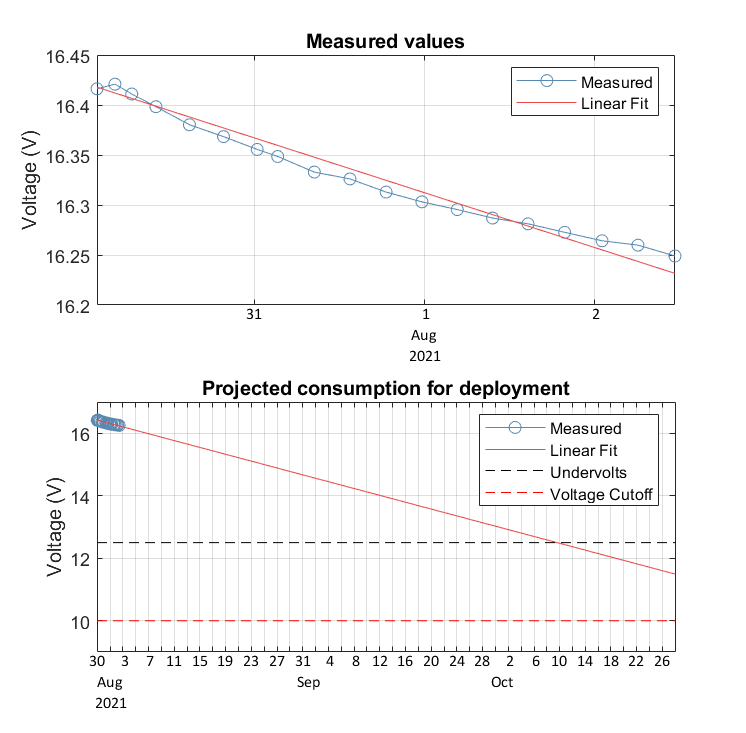 Measured values
16.45
16.4
16.35
16.3
16.25
16.2
Voltage (V)
Measured
Linear Fit
31 1 2
Aug
2021
Projected consumption for deployment
16
14
12
10
Voltage (V)
Measured
Linear Fit
Undervolts
Voltage Cutoff
30 3 7 11 15 19 23 27 31 4 8 12 16 20 24 28 2 6 10 14 18 22 26
Aug Sep Oct
2021